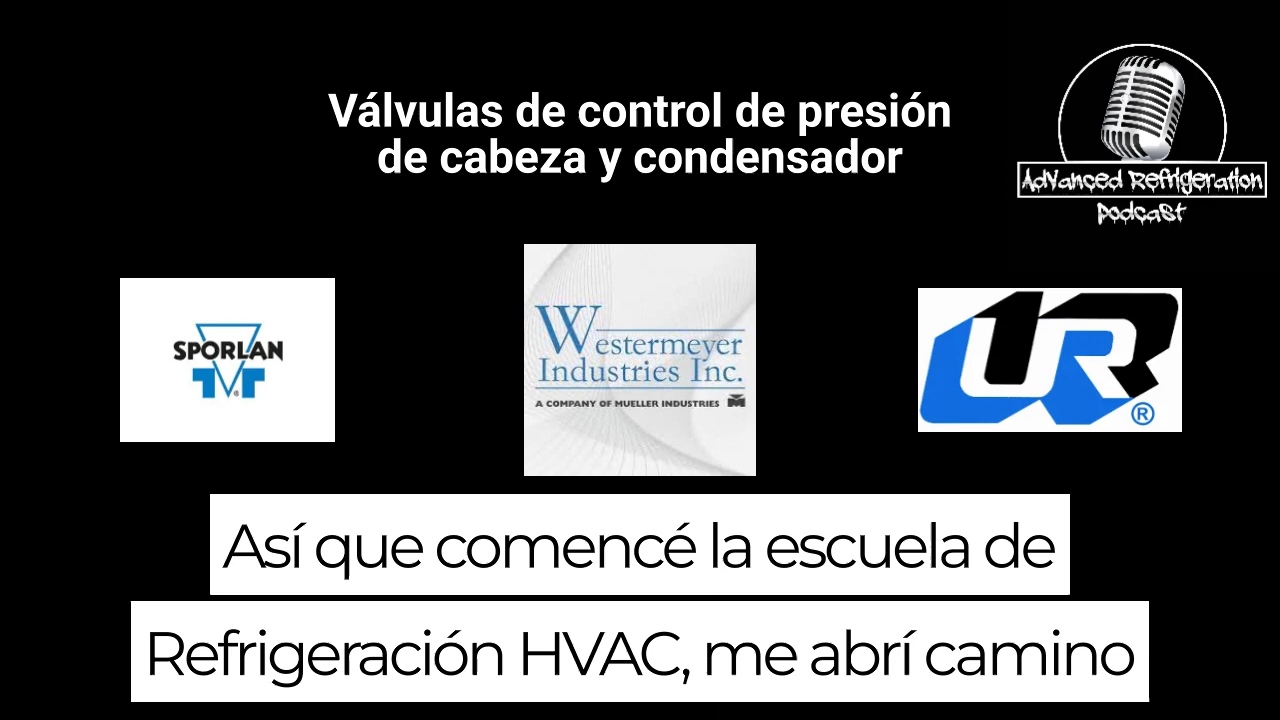 Válvulas de control de presión
de cabeza y condensador
Advanced Refrigeration
Podcast
SPORLAN
®
Westermeyer
Industries Inc.
A COMPANY OF MUELLER INDUSTRIES
UR
®
Así que comencé la escuela de
Refrigeración HVAC, me abrí camino